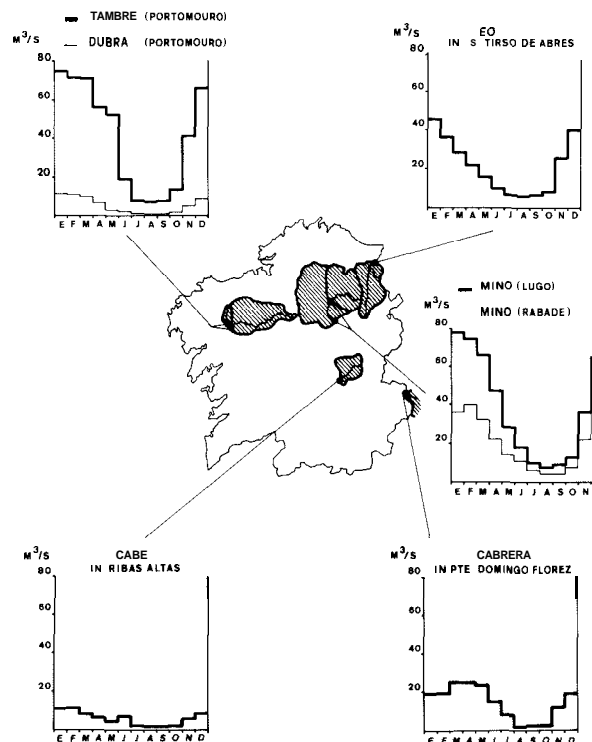 TAMBRE (PORTOMOURO)
DUBRA (PORTOMOURO)
M3/S
80
60
40
20
E F M A M J J A S O N D
EO
IN S TIRSO DE ABRES
M3/S
80
60
40
20
E F M A M J J A S O N D
MINO (LUGO)
MINO (RABADE)
M3/S
80
60
40
20
E F M A M J J A S O N
CABE
IN RIBAS ALTAS
M3/S
80
60
40
20
E F M A M J J A S O N D
CABRERA
IN PTE DOMINGO FLOREZ
M3/S
80
60
40
20
E F M A M J J A S O N D